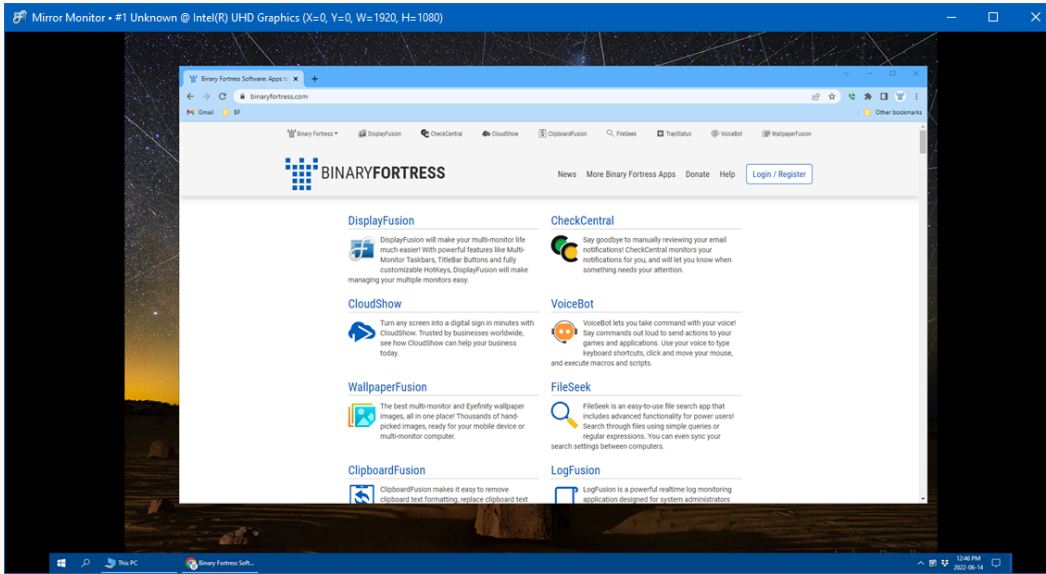 Mirror Monitor • #1 Unknown @ Intel(R) UHD Graphics (X=0, Y=0, W=1920, H=1080)
Binary Fortress Software: Apps to
binaryfortress.com
Gmail BF Other bookmarks
Binary Fortress DisplayFusion CheckCentral CloudShow ClipboardFusion FileSeek TrayStatus VoiceBot WallpaperFusion
BINARYFORTRESS News More Binary Fortress Apps Donate Help Login / Register
DisplayFusion
DisplayFusion will make your multi-monitor life
much easier! With powerful features like Multi-
Monitor Taskbars, TitleBar Buttons and fully
customizable HotKeys, DisplayFusion will make
managing your multiple monitors easy.
CheckCentral
Say goodbye to manually reviewing your email
notifications! CheckCentral monitors your
notifications for you, and will let you know when
something needs your attention.
CloudShow
Turn any screen into a digital sign in minutes with
CloudShow. Trusted by businesses worldwide,
see how CloudShow can help your business
today.
VoiceBot
VoiceBot lets you take command with your voice!
Say commands out loud to send actions to your
games and applications. Use your voice to type
keyboard shortcuts, click and move your mouse,
and execute macros and scripts.
WallpaperFusion
The best multi-monitor and Eyefinity wallpaper
images, all in one place! Thousands of hand-
picked images, ready for your mobile device or
multi-monitor computer.
FileSeek
FileSeek is an easy-to-use file search app that
includes advanced functionality for power users!
Search through files using simple queries or
regular expressions. You can even sync your
search settings between computers.
ClipboardFusion
ClipboardFusion makes it easy to remove
clipboard text formatting, replace clipboard text
LogFusion
LogFusion is a powerful realtime log monitoring
application designed for system administrators
This PC Binary Fortress Soft...
12:46 PM
2022-06-14